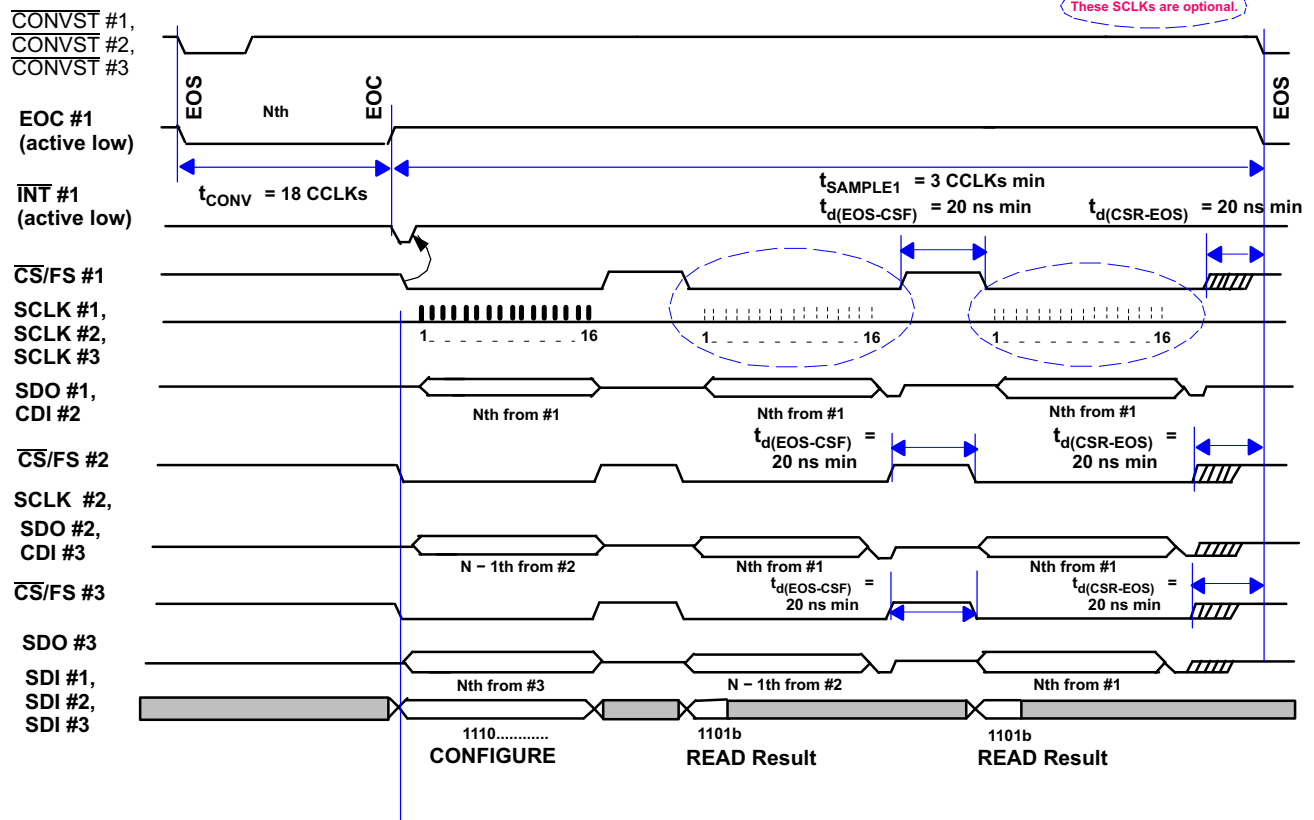 These SCLKs are optional.
CONVST #1,
CONVST #2,
CONVST #3
EOS
EOC
EOS
Nth
EOC #1
(active low)
tCONV = 18 CCLKs
tSAMPLE1 = 3 CCLKs min
td(EOS-CSF) = 20 ns min
td(CSR-EOS) = 20 ns min
INT #1
(active low)
CS/FS #1
SCLK #1,
SCLK #2,
SCLK #3
1_ _ _ _ _ _ _ _ _ 16
1_ _ _ _ _ _ _ _ _ 16
1_ _ _ _ _ _ _ _ _ 16
SDO #1,
CDI #2
Nth from #1
Nth from #1
Nth from #1
td(EOS-CSF) =
20 ns min
td(CSR-EOS) =
20 ns min
CS/FS #2
SCLK #2,
SDO #2,
CDI #3
N − 1th from #2
Nth from #1
Nth from #1
td(EOS-CSF) =
20 ns min
td(CSR-EOS) =
20 ns min
CS/FS #3
SDO #3
Nth from #3
N − 1th from #2
Nth from #1
SDI #1,
SDI #2,
SDI #3
1110............
1101b
1101b
CONFIGURE
READ Result
READ Result